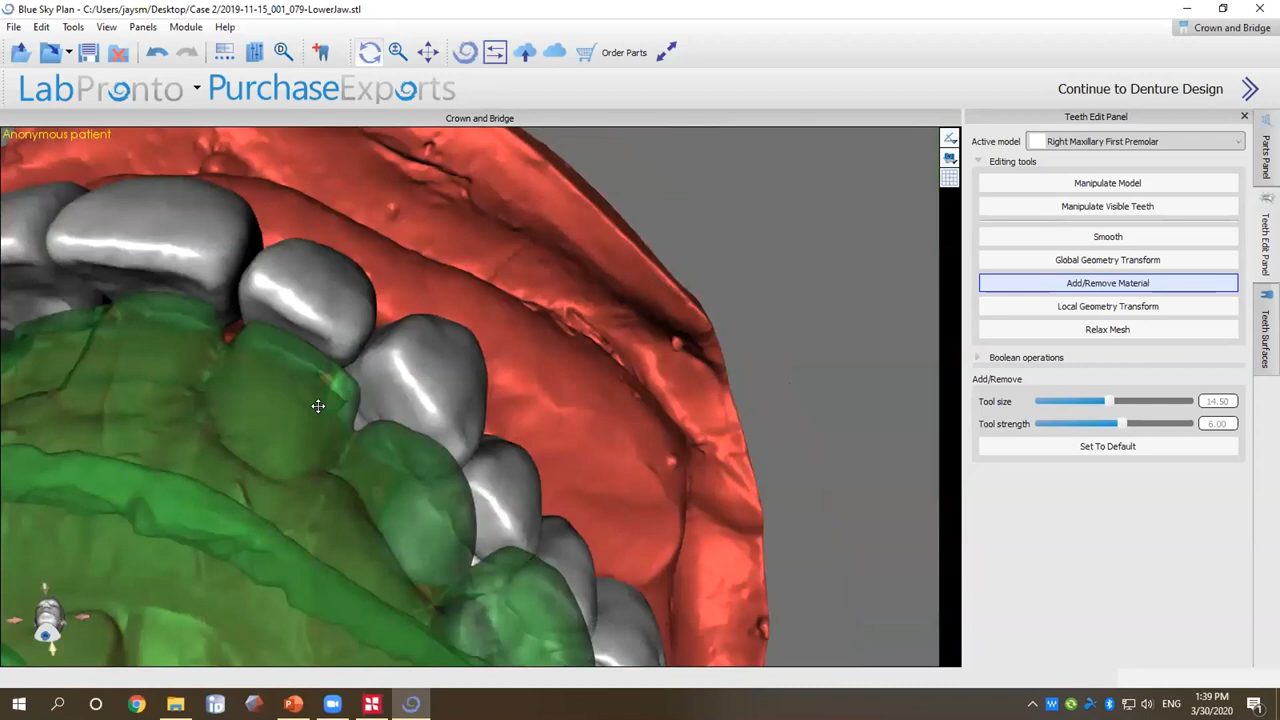 Blue Sky Plan - C:/Users/jaysm/Desktop/Case 2/2019-11-15_001_079-LowerJaw.stl
File Edit Tools View Panels Module Help
Crown and Bridge
Order Parts
LabPronto PurchaseExports
Continue to Denture Design
Crown and Bridge
Teeth Edit Panel
Anonymous patient
Active model Right Maxillary First Premolar
Editing tools
Manipulate Model
Manipulate Visible Teeth
Smooth
Global Geometry Transform
Add/Remove Material
Local Geometry Transform
Relax Mesh
Boolean operations
Add/Remove
Tool size 14.50
Tool strength 6.00
Set To Default
Parts Panel
Teeth Edit Panel
Teeth Surfaces
ENG
1:39 PM
3/30/2020
1